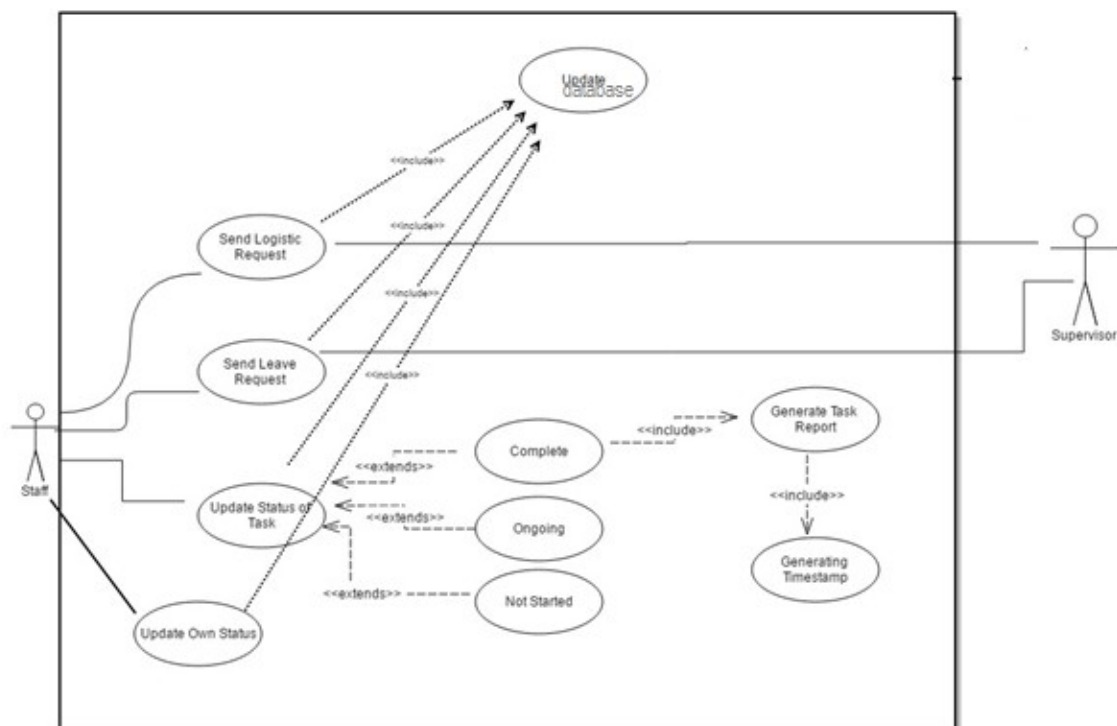 Update
database
<<include>>
Send Logistic
Request
<<include>>
<<include>>
Supervisor
Send Leave
Request
<<include>>
Generate Task
Report
<<include>>
Complete
<<extends>>
Staff
Update Status of
Task
<<include>>
<<extends>>
Ongoing
Generating
Timestamp
<<extends>>
Not Started
Update Own Status